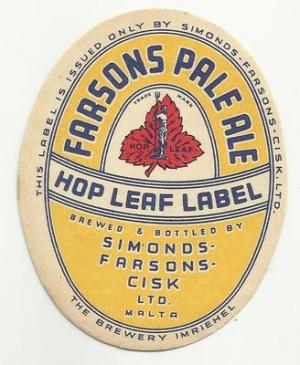 THIS LABEL IS ISSUED ONLY BY SIMONDS-FARSONS-CISK-LTD.
FARSONS PALE ALE
TRADE MARK
HOP LEAF
HOP LEAF LABEL
BREWED & BOTTLED BY
SIMONDS-
FARSONS-
CISK
LTD.
MALTA
THE BREWERY IMRIEHEL